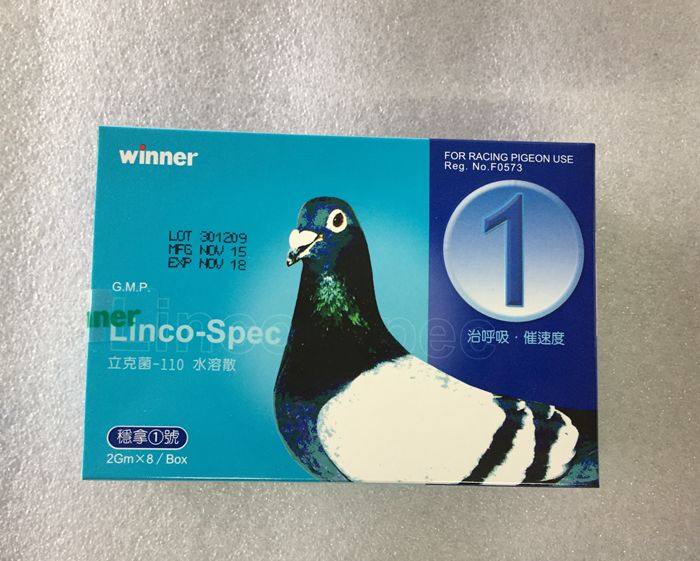 winner
FOR RACING PIGEON USE
Reg. No.F0573
LOT 301209
MFG NOV 15
EXP NOV 18
1
G.M.P.
nner
Linco-Spec
立克菌-110 水溶散
治呼吸·催速度
穩拿①號
2Gm×8/Box